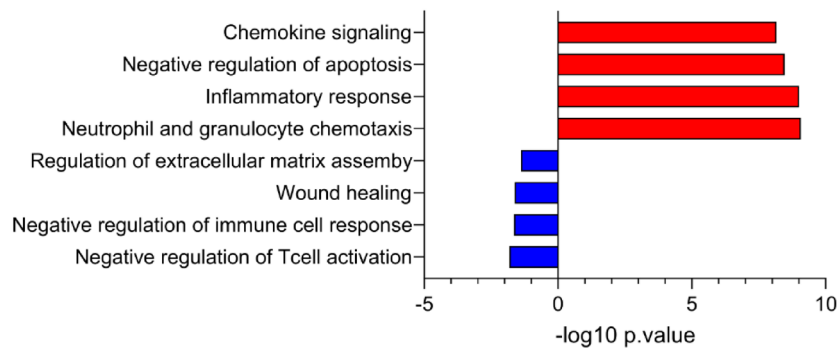 Chemokine signaling
Negative regulation of apoptosis
Inflammatory response
Neutrophil and granulocyte chemotaxis
Regulation of extracellular matrix assemby
Wound healing
Negative regulation of immune cell response
Negative regulation of Tcell activation
-5 0 5 10
-log10 p.value